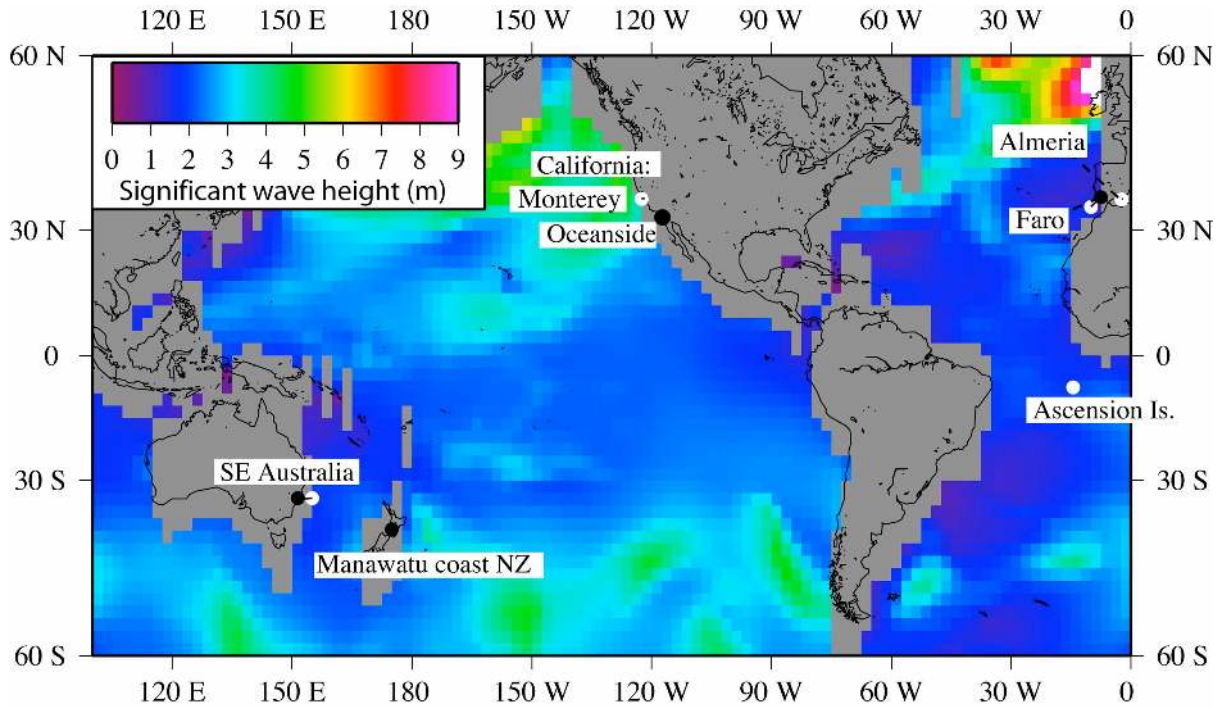 120 E 150 E 180 150 W 120 W 90 W 60 W 30 W 0
60 N 60 N
0 1 2 3 4 5 6 7 8 9
Significant wave height (m)
Almeria
California:
Monterey
Faro
30 N Oceanside 30 N
0 0
Ascension Is.
SE Australia
30 S 30 S
Manawatu coast NZ
60 S 60 S
120 E 150 E 180 150 W 120 W 90 W 60 W 30 W 0